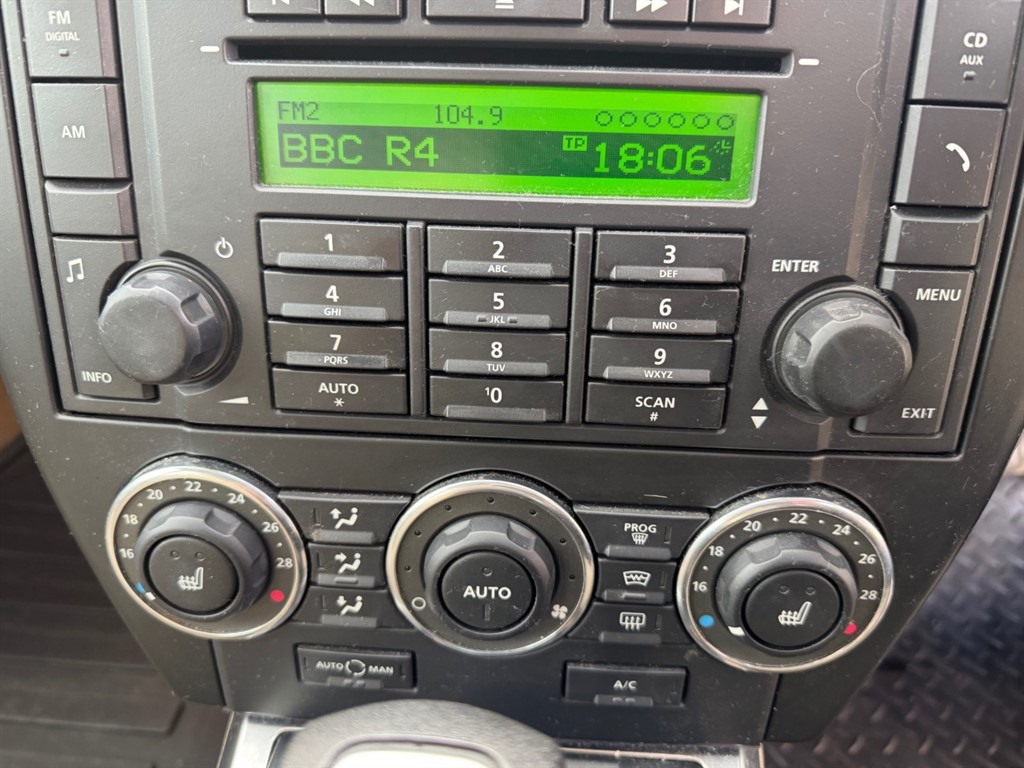 FM
DIGITAL
CD
AUX
AM
FM2 104.9
BBC R4 TP 18:06
1
2
ABC
3
DEF
ENTER
MENU
4
GHI
5
JKL
6
MNO
7
PQRS
8
TUV
9
WXYZ
INFO
AUTO
*
10
SCAN
#
EXIT
16 18 20 22 24 26 28
PROG
16 18 20 22 24 26 28
AUTO
AUTO MAN
A/C